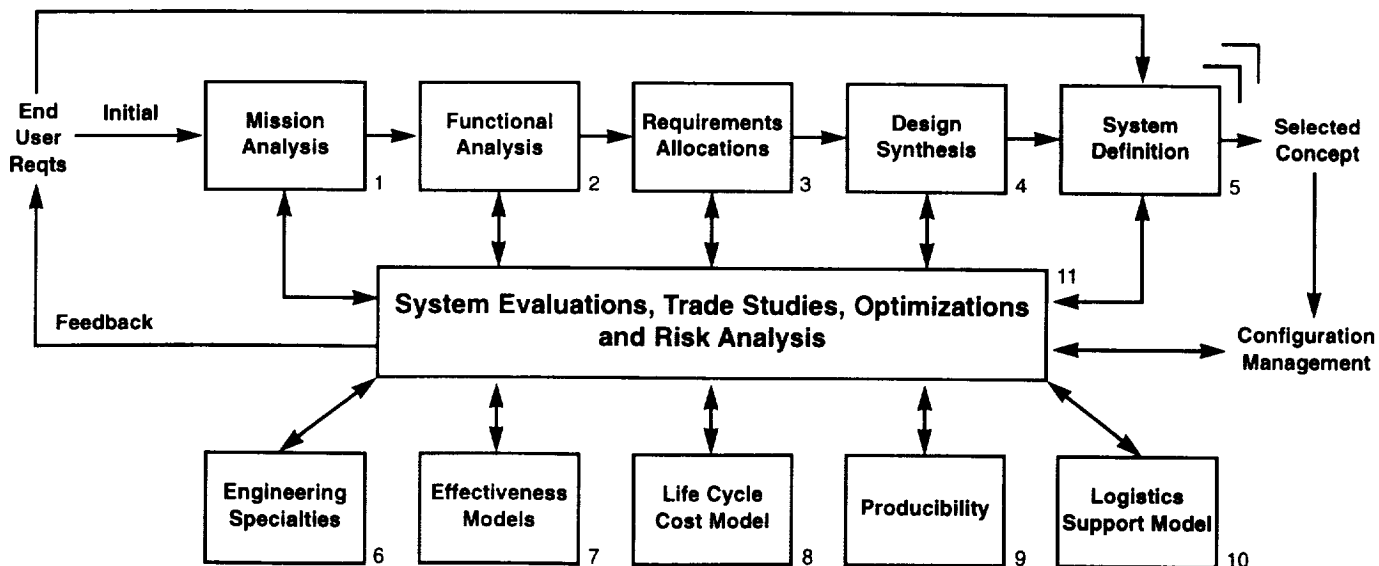 End
User
Reqts
Initial
Mission
Analysis
1
Functional
Analysis
2
Requirements
Allocations
3
Design
Synthesis
4
System
Definition
5
Selected
Concept
11
System Evaluations, Trade Studies, Optimizations
and Risk Analysis
Feedback
Configuration
Management
Engineering
Specialties
6
Effectiveness
Models
7
Life Cycle
Cost Model
8
Producibility
9
Logistics
Support Model
10